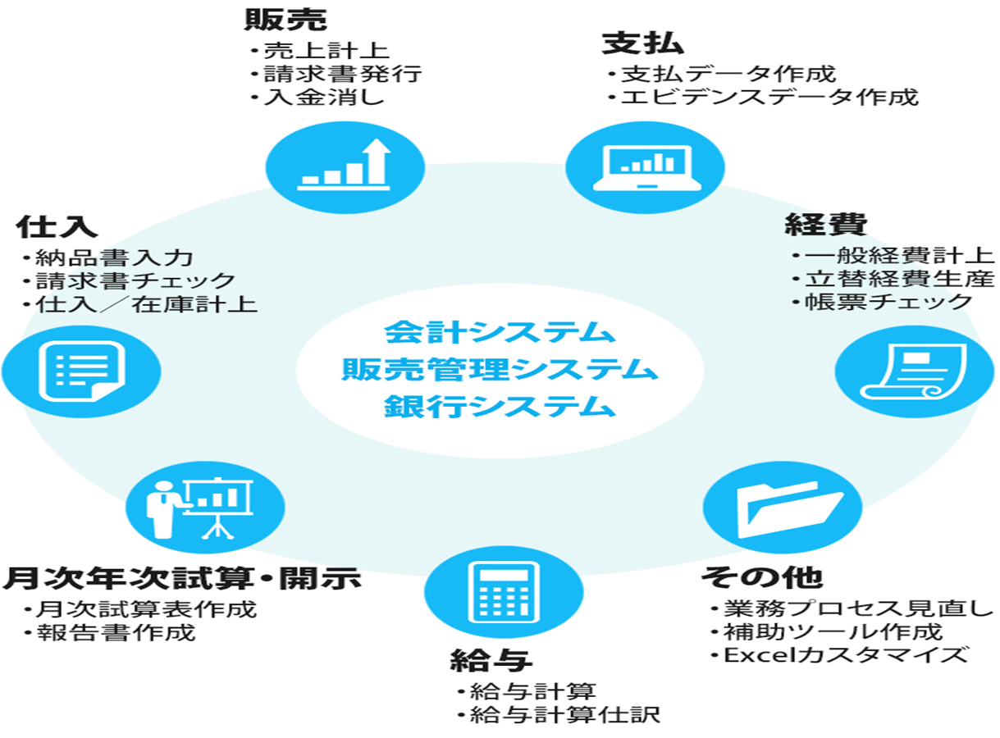 販売
・売上計上
・請求書発行
・入金消し
支払
・支払データ作成
・エビデンスデータ作成
仕入
・納品書入力
・請求書チェック
・仕入／在庫計上
経費
・一般経費計上
・立替経費生産
・帳票チェック
会計システム
販売管理システム
銀行システム
月次年次試算・開示
・月次試算表作成
・報告書作成
給与
・給与計算
・給与計算仕訳
その他
・業務プロセス見直し
・補助ツール作成
・Excelカスタマイズ